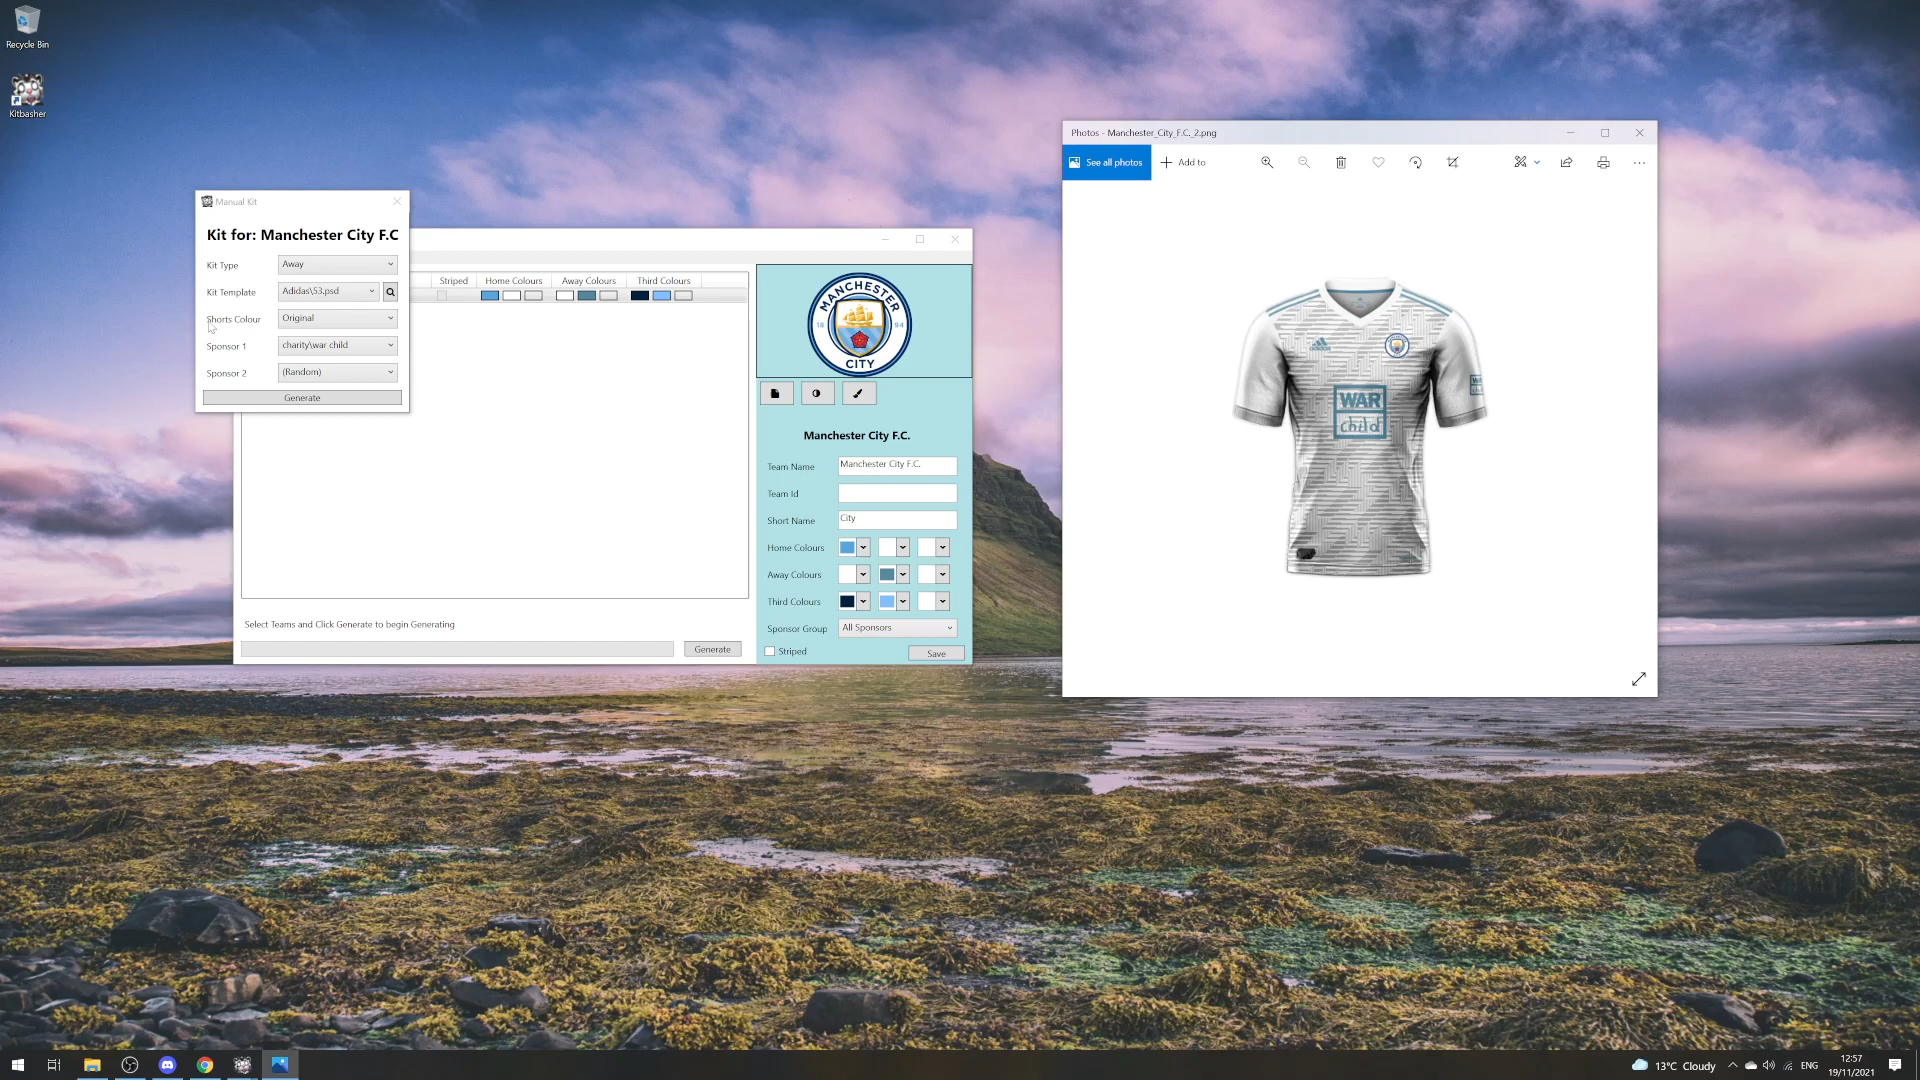 Recycle Bin
Kitbasher
Manual Kit
Kit for: Manchester City F.C
Kit Type
Away
Kit Template
Adidas\53.psd
Shorts Colour
Original
Sponsor 1
charity\war child
Sponsor 2
(Random)
Generate
Striped
Home Colours
Away Colours
Third Colours
Select Teams and Click Generate to begin Generating
Generate
MANCHESTER
18 94
CITY
Manchester City F.C.
Team Name
Manchester City F.C.
Team Id
Short Name
City
Home Colours
Away Colours
Third Colours
Sponsor Group
All Sponsors
Striped
Save
Photos - Manchester_City_F.C._2.png
See all photos
Add to
adidas
WAR
child
13°C Cloudy
ENG
12:57
19/11/2021